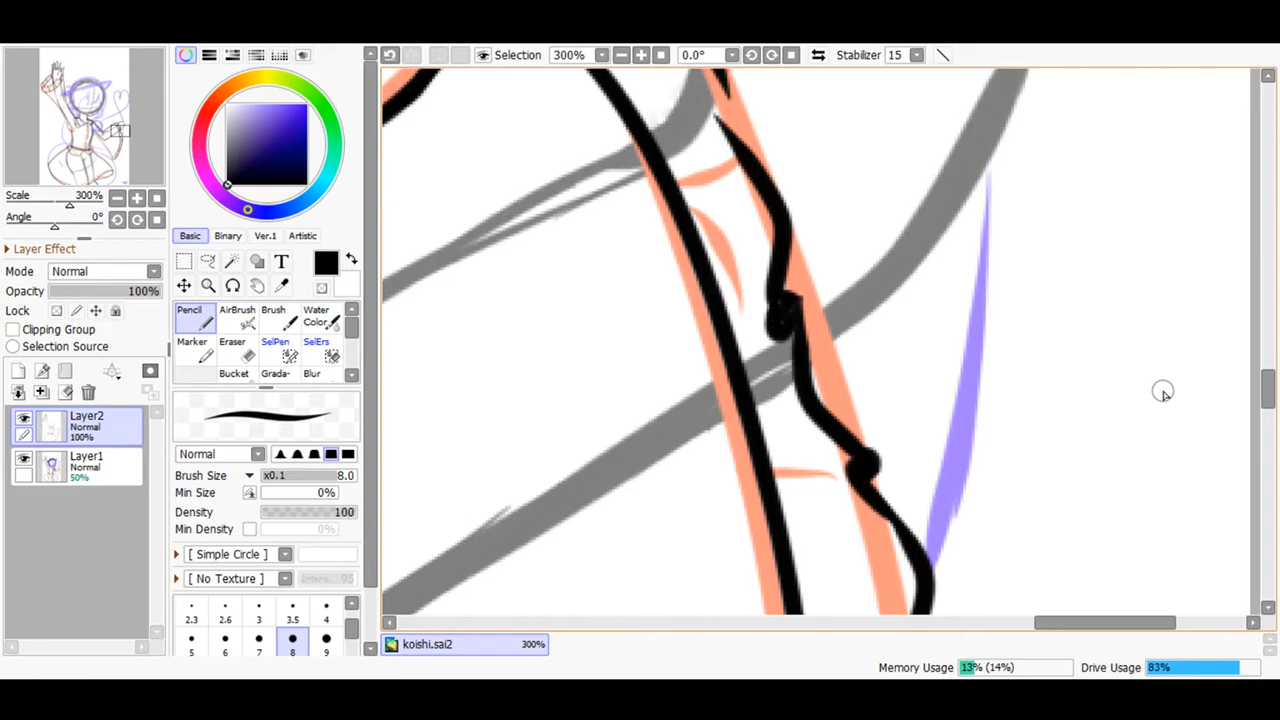 Selection 300% 0.0° Stabilizer 15
Scale 300%
Angle 0°
Layer Effect
Mode Normal
Opacity 100%
Lock
Clipping Group
Selection Source
Layer2
Normal
100%
Layer1
Normal
50%
Basic Binary Ver.1 Artistic
T
Pencil AirBrush Brush Water Color
Marker Eraser SelPen SelErs
Bucket Grada- Blur
Normal
Brush Size x0.1 8.0
Min Size 0%
Density 100
Min Density 0%
[ Simple Circle ]
[ No Texture ] Intens. 95
2.3 2.6 3 3.5 4
5 6 7 8 9
koishi.sai2 300%
Memory Usage 13% (14%) Drive Usage 83%